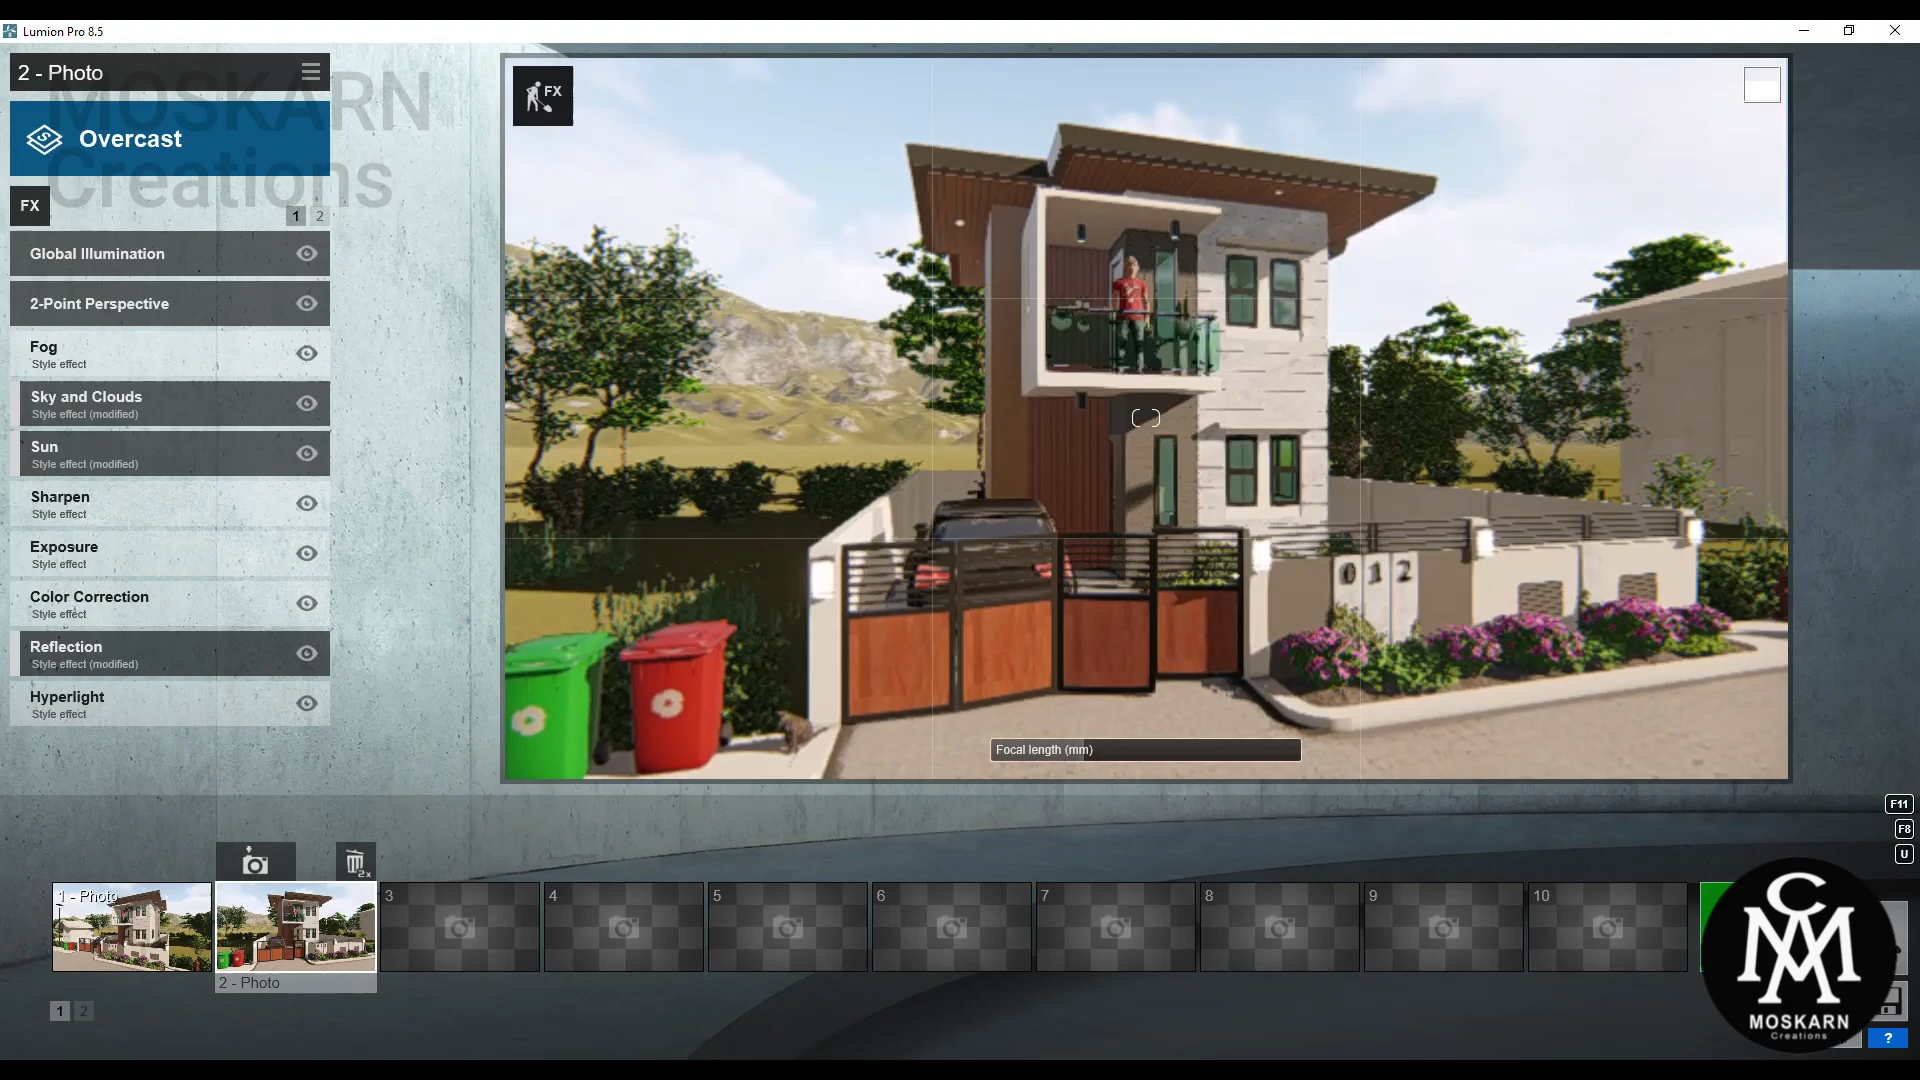 Lumion Pro 8.5
2 - Photo
MOSKARN
Creations
Overcast
FX
1 2
Global Illumination
2-Point Perspective
Fog
Style effect
Sky and Clouds
Style effect (modified)
Sun
Style effect (modified)
Sharpen
Style effect
Exposure
Style effect
Color Correction
Style effect
Reflection
Style effect (modified)
Hyperlight
Style effect
FX
012
Focal length (mm)
F11
F8
U
2x
1 - Photo
3
4
5
6
7
8
9
10
2 - Photo
1 2
CM
MOSKARN
Creations
?